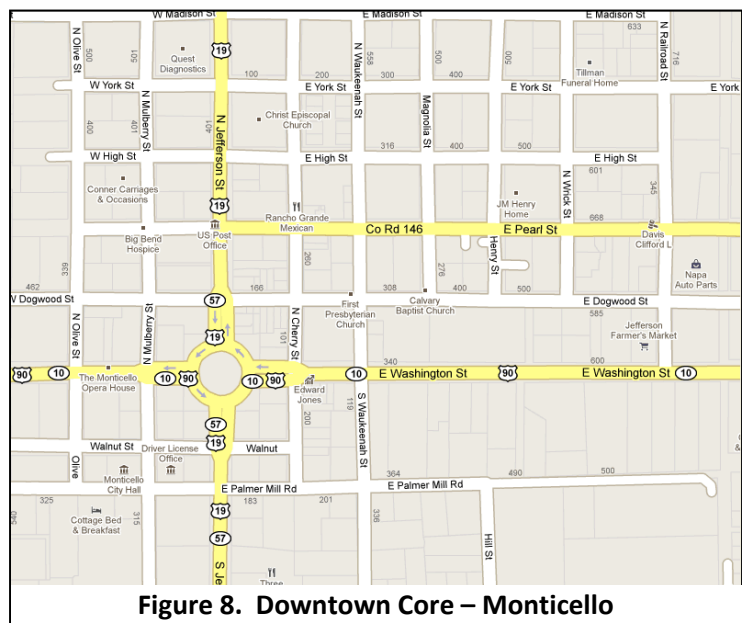 W Madison St
E Madison St
E Madison St
633
N Olive St
500
501
Quest
Diagnostics
19
N Waukeenah St
558
500
500
Tillman
Funeral Home
N Railroad St
716
100
200
300
400
W York St
E York St
E York St
E York
N Mulberry St
400
401
401
N Jefferson St
Christ Episcopal
Church
Magnolia St
316
400
500
W High St
E High St
E High St
601
Conner Carriages
& Occasions
19
Rancho Grande
Mexican
JM Henry
Home
N Wirick St
345
US Post
Office
Co Rd 146
E Pearl St
668
Davis
Clifford L
Big Bend
Hospice
339
260
Henry St
276
Napa
Auto Parts
462
166
308
400
500
W Dogwood St
E Dogwood St
57
First
Presbyterian
Church
Calvary
Baptist Church
585
N Olive St
N Mulberry St
19
N Cherry St
101
Jefferson
Farmer's Market
340
600
90
10
The Monticello
Opera House
10
90
10
90
Edward
Jones
10
E Washington St
90
E Washington St
10
200
119
57
S Waukeenah St
19
Walnut St
Driver License
Office
Walnut
Olive
Monticello
City Hall
364
490
500
E Palmer Mill Rd
E Palmer Mill Rd
325
183
201
540
Cottage Bed
& Breakfast
315
19
57
336
Hill St
S Je
Three
Figure 8. Downtown Core – Monticello